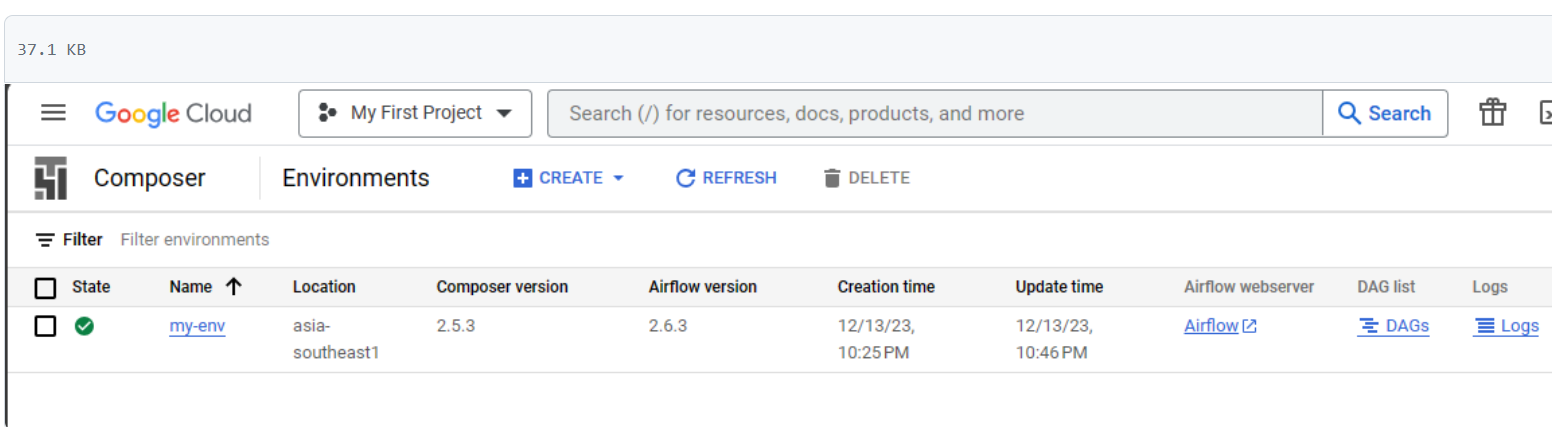 37.1 KB
Google Cloud My First Project Search (/) for resources, docs, products, and more Search
Composer Environments CREATE REFRESH DELETE
Filter Filter environments
State Name Location Composer version Airflow version Creation time Update time Airflow webserver DAG list Logs
my-env asia- 2.5.3 2.6.3 12/13/23, 12/13/23, Airflow DAGs Logs
southeast1 10:25 PM 10:46 PM